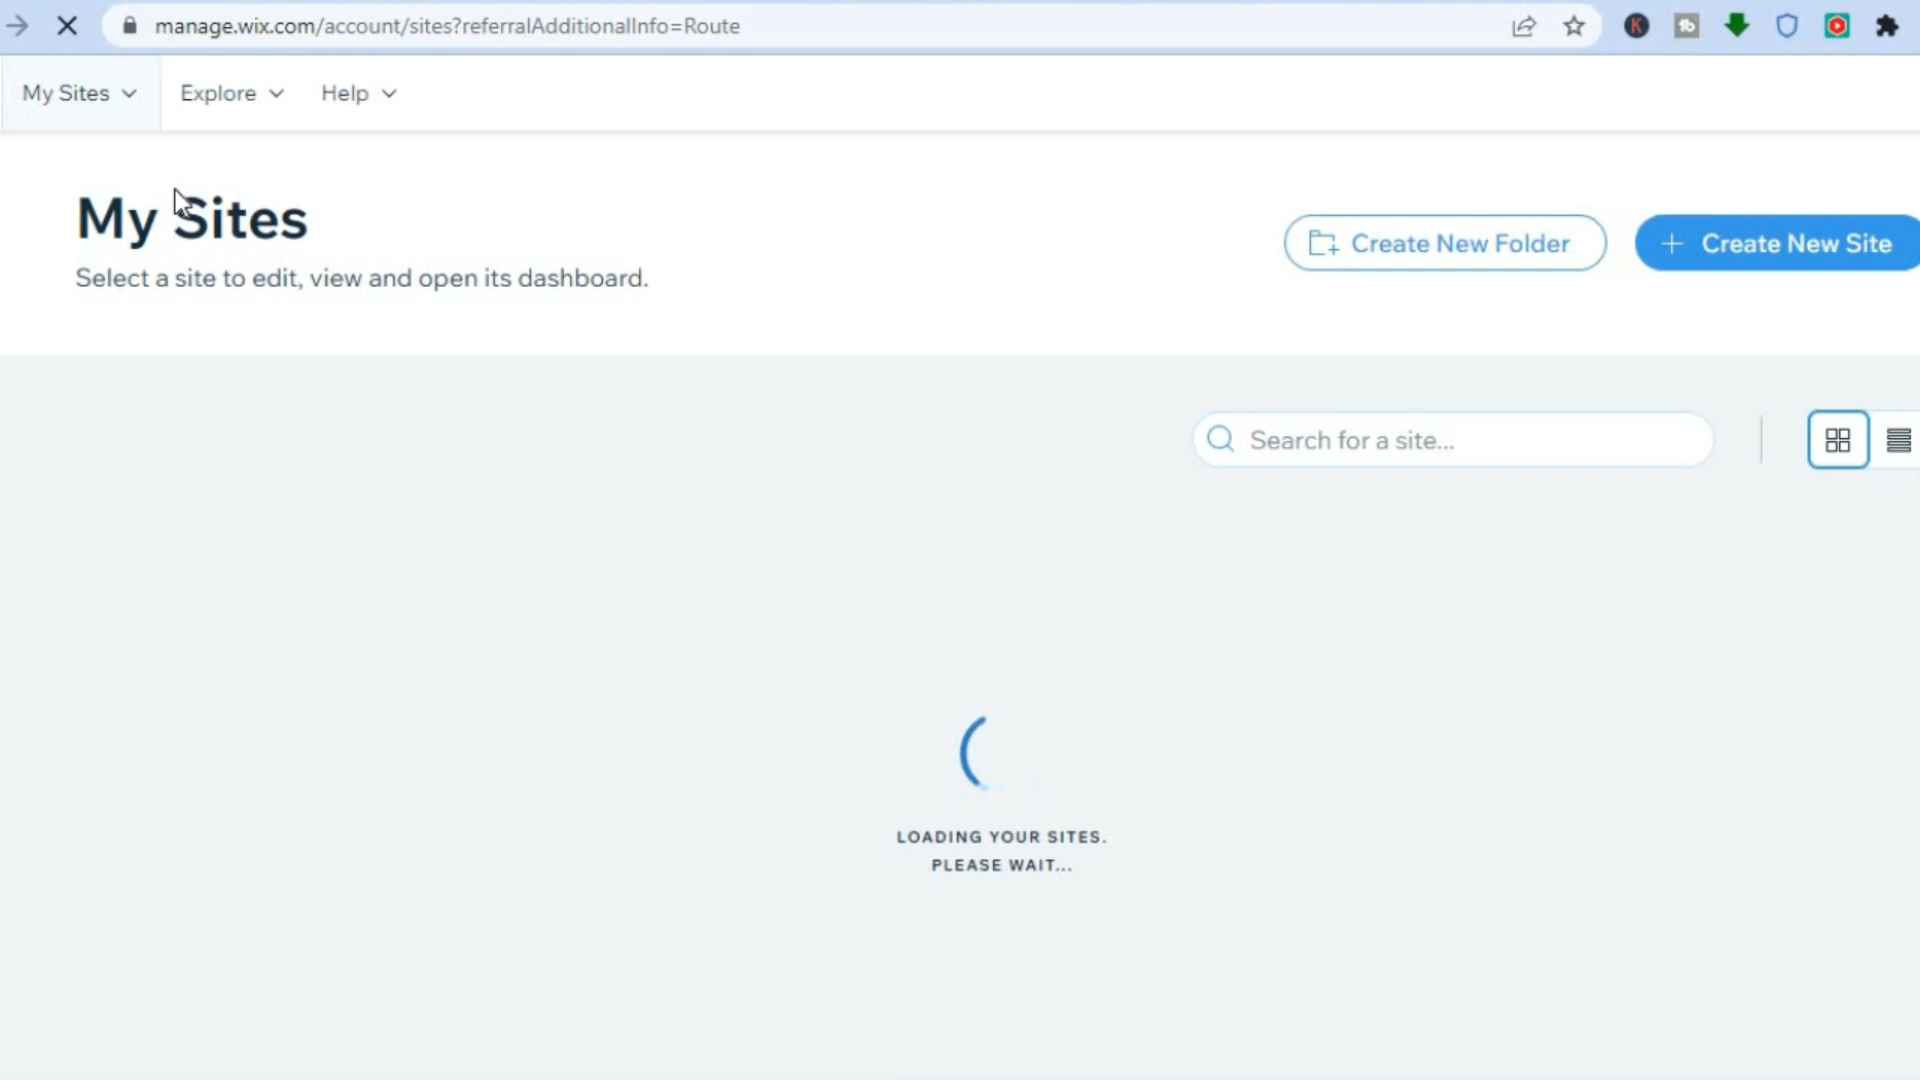 manage.wix.com/account/sites?referralAdditionalInfo=Route
My Sites Explore Help
My Sites
Select a site to edit, view and open its dashboard.
Create New Folder
Create New Site
Search for a site...
LOADING YOUR SITES.
PLEASE WAIT...